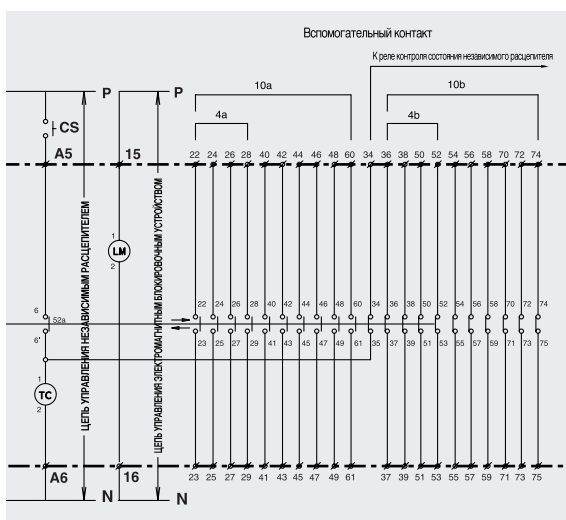 Вспомогательный контакт
К реле контроля состояния независимого расцепителя
P P 10a 10b
CS 4a 4b
A5 15 22 24 26 28 40 42 44 46 48 60 34 36 38 50 52 54 56 58 70 72 74
ЦЕПЬ УПРАВЛЕНИЯ НЕЗАВИСИМЫМ РАСЦЕПИТЕЛЕМ
ЦЕПЬ УПРАВЛЕНИЯ ЭЛЕКТРОМАГНИТНЫМ БЛОКИРОВОЧНЫМ УСТРОЙСТВОМ
1
LM
2
6 22 24 26 28 40 42 44 46 48 60 34 36 38 50 52 54 56 58 70 72 74
52a
6' 23 25 27 29 41 43 45 47 49 61 35 37 39 51 53 55 57 59 71 73 75
1
TC
2
A6 16 23 25 27 29 41 43 45 47 49 61 37 39 51 53 55 57 59 71 73 75
N N